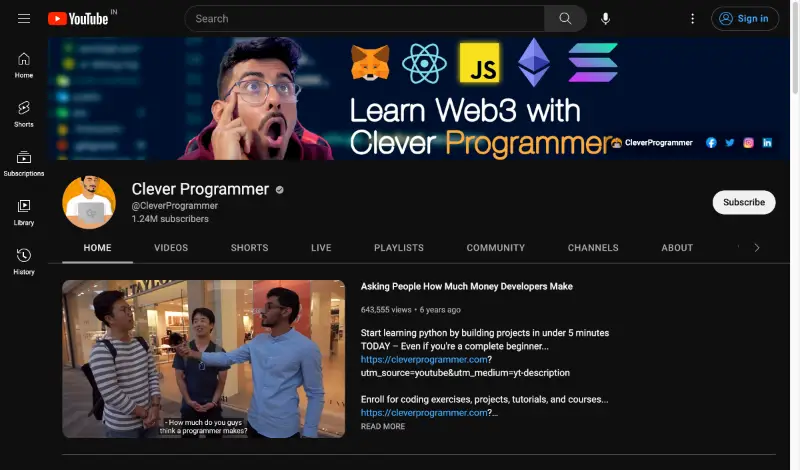 YouTube IN
Search
Sign in
Home
Shorts
Subscriptions
Library
History
JS
Learn Web3 with
Clever Programmer
CleverProgrammer
Clever Programmer
@CleverProgrammer
1.24M subscribers
Subscribe
HOME VIDEOS SHORTS LIVE PLAYLISTS COMMUNITY CHANNELS ABOUT
- How much do you guys
think a programmer makes?
Asking People How Much Money Developers Make
643,555 views • 6 years ago
Start learning python by building projects in under 5 minutes
TODAY – Even if you're a complete beginner...
https://cleverprogrammer.com?
utm_source=youtube&utm_medium=yt-description
Enroll for coding exercises, projects, tutorials, and courses...
https://cleverprogrammer.com?...
READ MORE